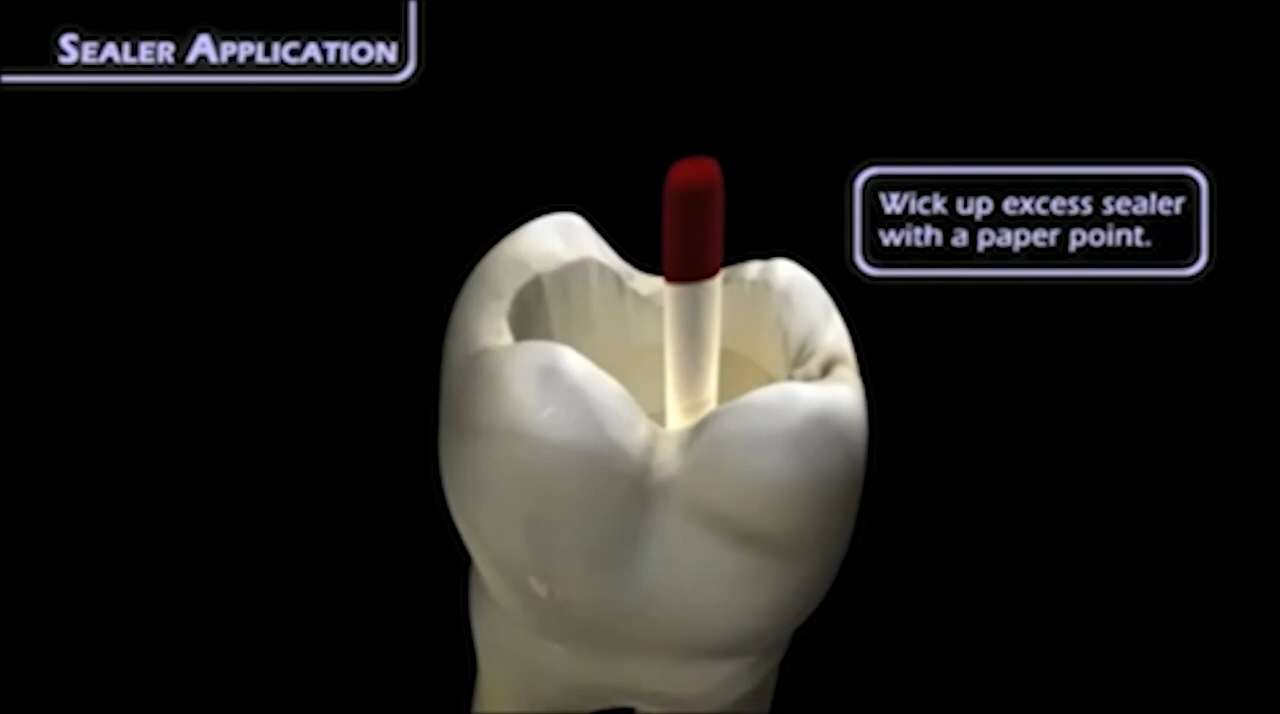 SEALER APPLICATION
Wick up excess sealer
with a paper point.